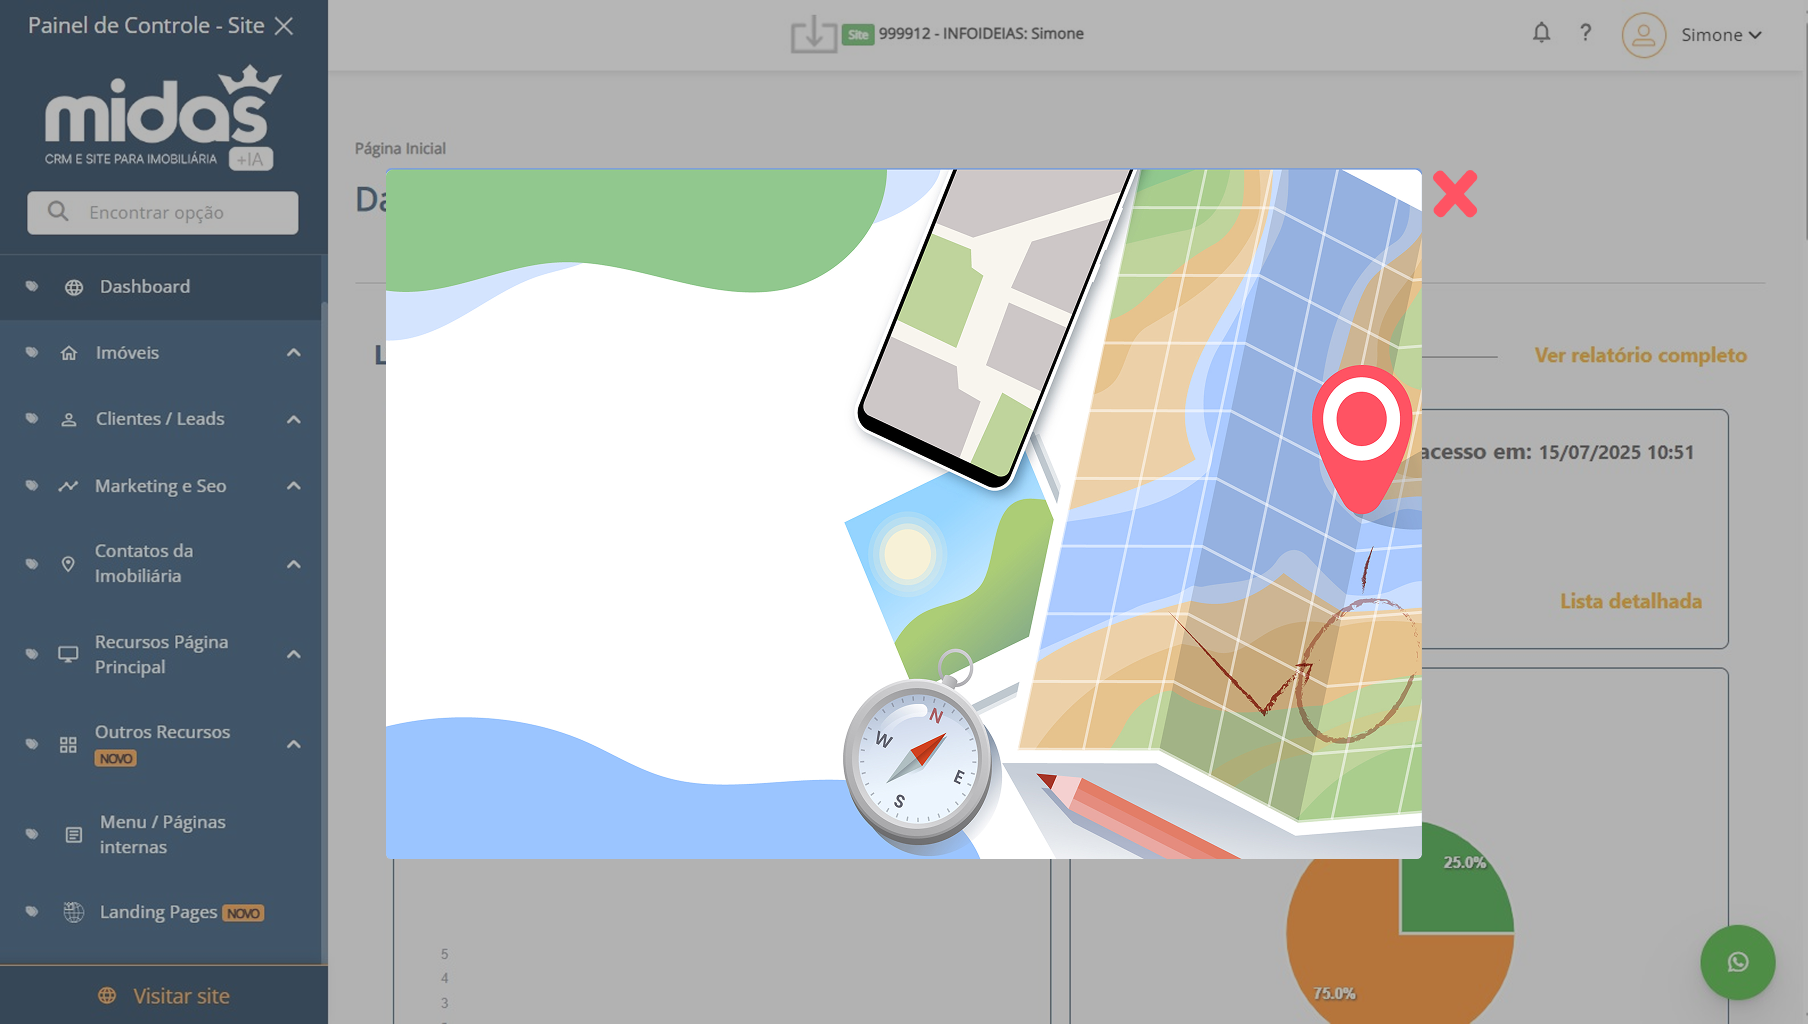 Painel de Controle - Site
midas
CRM E SITE PARA IMOBILIÁRIA +IA
Encontrar opção
Dashboard
Imóveis
Clientes / Leads
Marketing e Seo
Contatos da
Imobiliária
Recursos Página
Principal
Outros Recursos
NOVO
Menu / Páginas
internas
Landing Pages NOVO
Visitar site
Site 999912 - INFOIDEIAS: Simone
? Simone
Página Inicial
Da
L
Ver relatório completo
acesso em: 15/07/2025 10:51
Lista detalhada
N
W
E
S
25.0%
75.0%
5
4
3